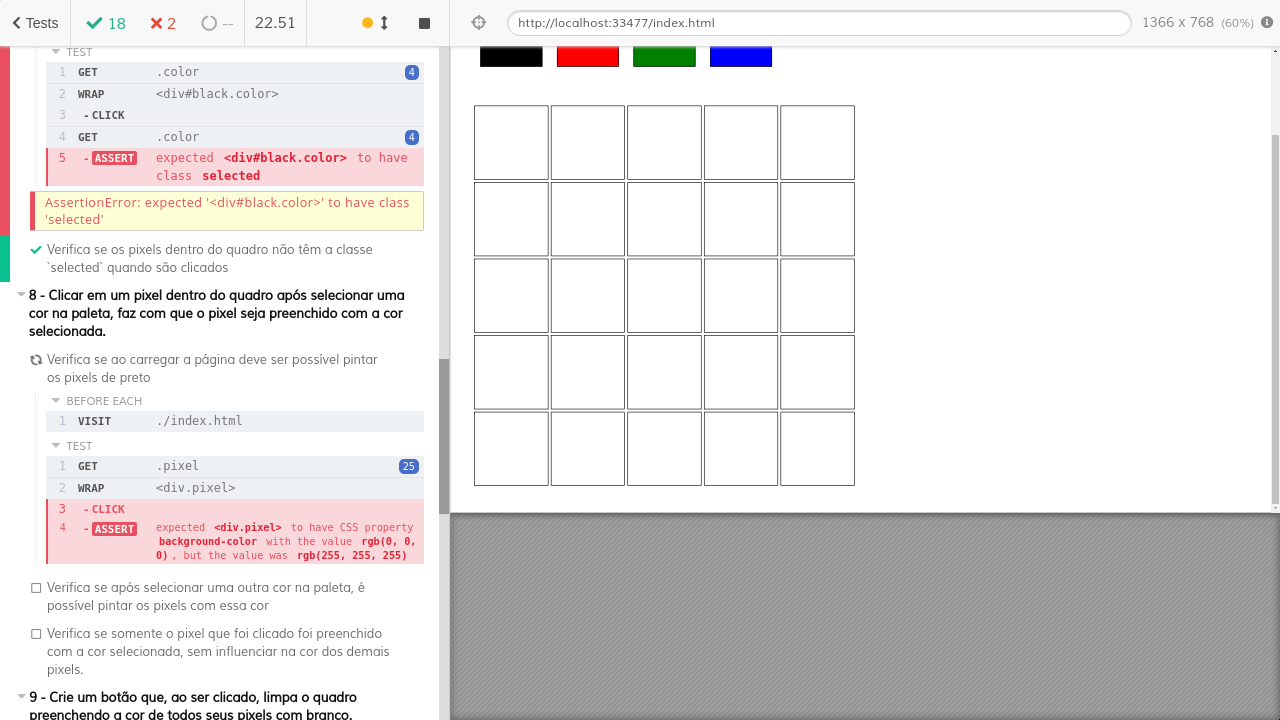 Tests 18 2 -- 22.51 http://localhost:33477/index.html 1366 x 768 (60%)
TEST
1 GET .color 4
2 WRAP <div#black.color>
3 - CLICK
4 GET .color 4
5 - ASSERT expected <div#black.color> to have
class selected
AssertionError: expected '<div#black.color>' to have class
'selected'
Verifica se os pixels dentro do quadro não têm a classe
`selected` quando são clicados
8 - Clicar em um pixel dentro do quadro após selecionar uma
cor na paleta, faz com que o pixel seja preenchido com a cor
selecionada.
Verifica se ao carregar a página deve ser possível pintar
os pixels de preto
BEFORE EACH
1 VISIT ./index.html
TEST
1 GET .pixel 25
2 WRAP <div.pixel>
3 - CLICK
4 - ASSERT expected <div.pixel> to have CSS property
background-color with the value rgb(0, 0,
0), but the value was rgb(255, 255, 255)
Verifica se após selecionar uma outra cor na paleta, é
possível pintar os pixels com essa cor
Verifica se somente o pixel que foi clicado foi preenchido
com a cor selecionada, sem influenciar na cor dos demais
pixels.
9 - Crie um botão que, ao ser clicado, limpa o quadro
preenchendo a cor de todos seus pixels com branco.